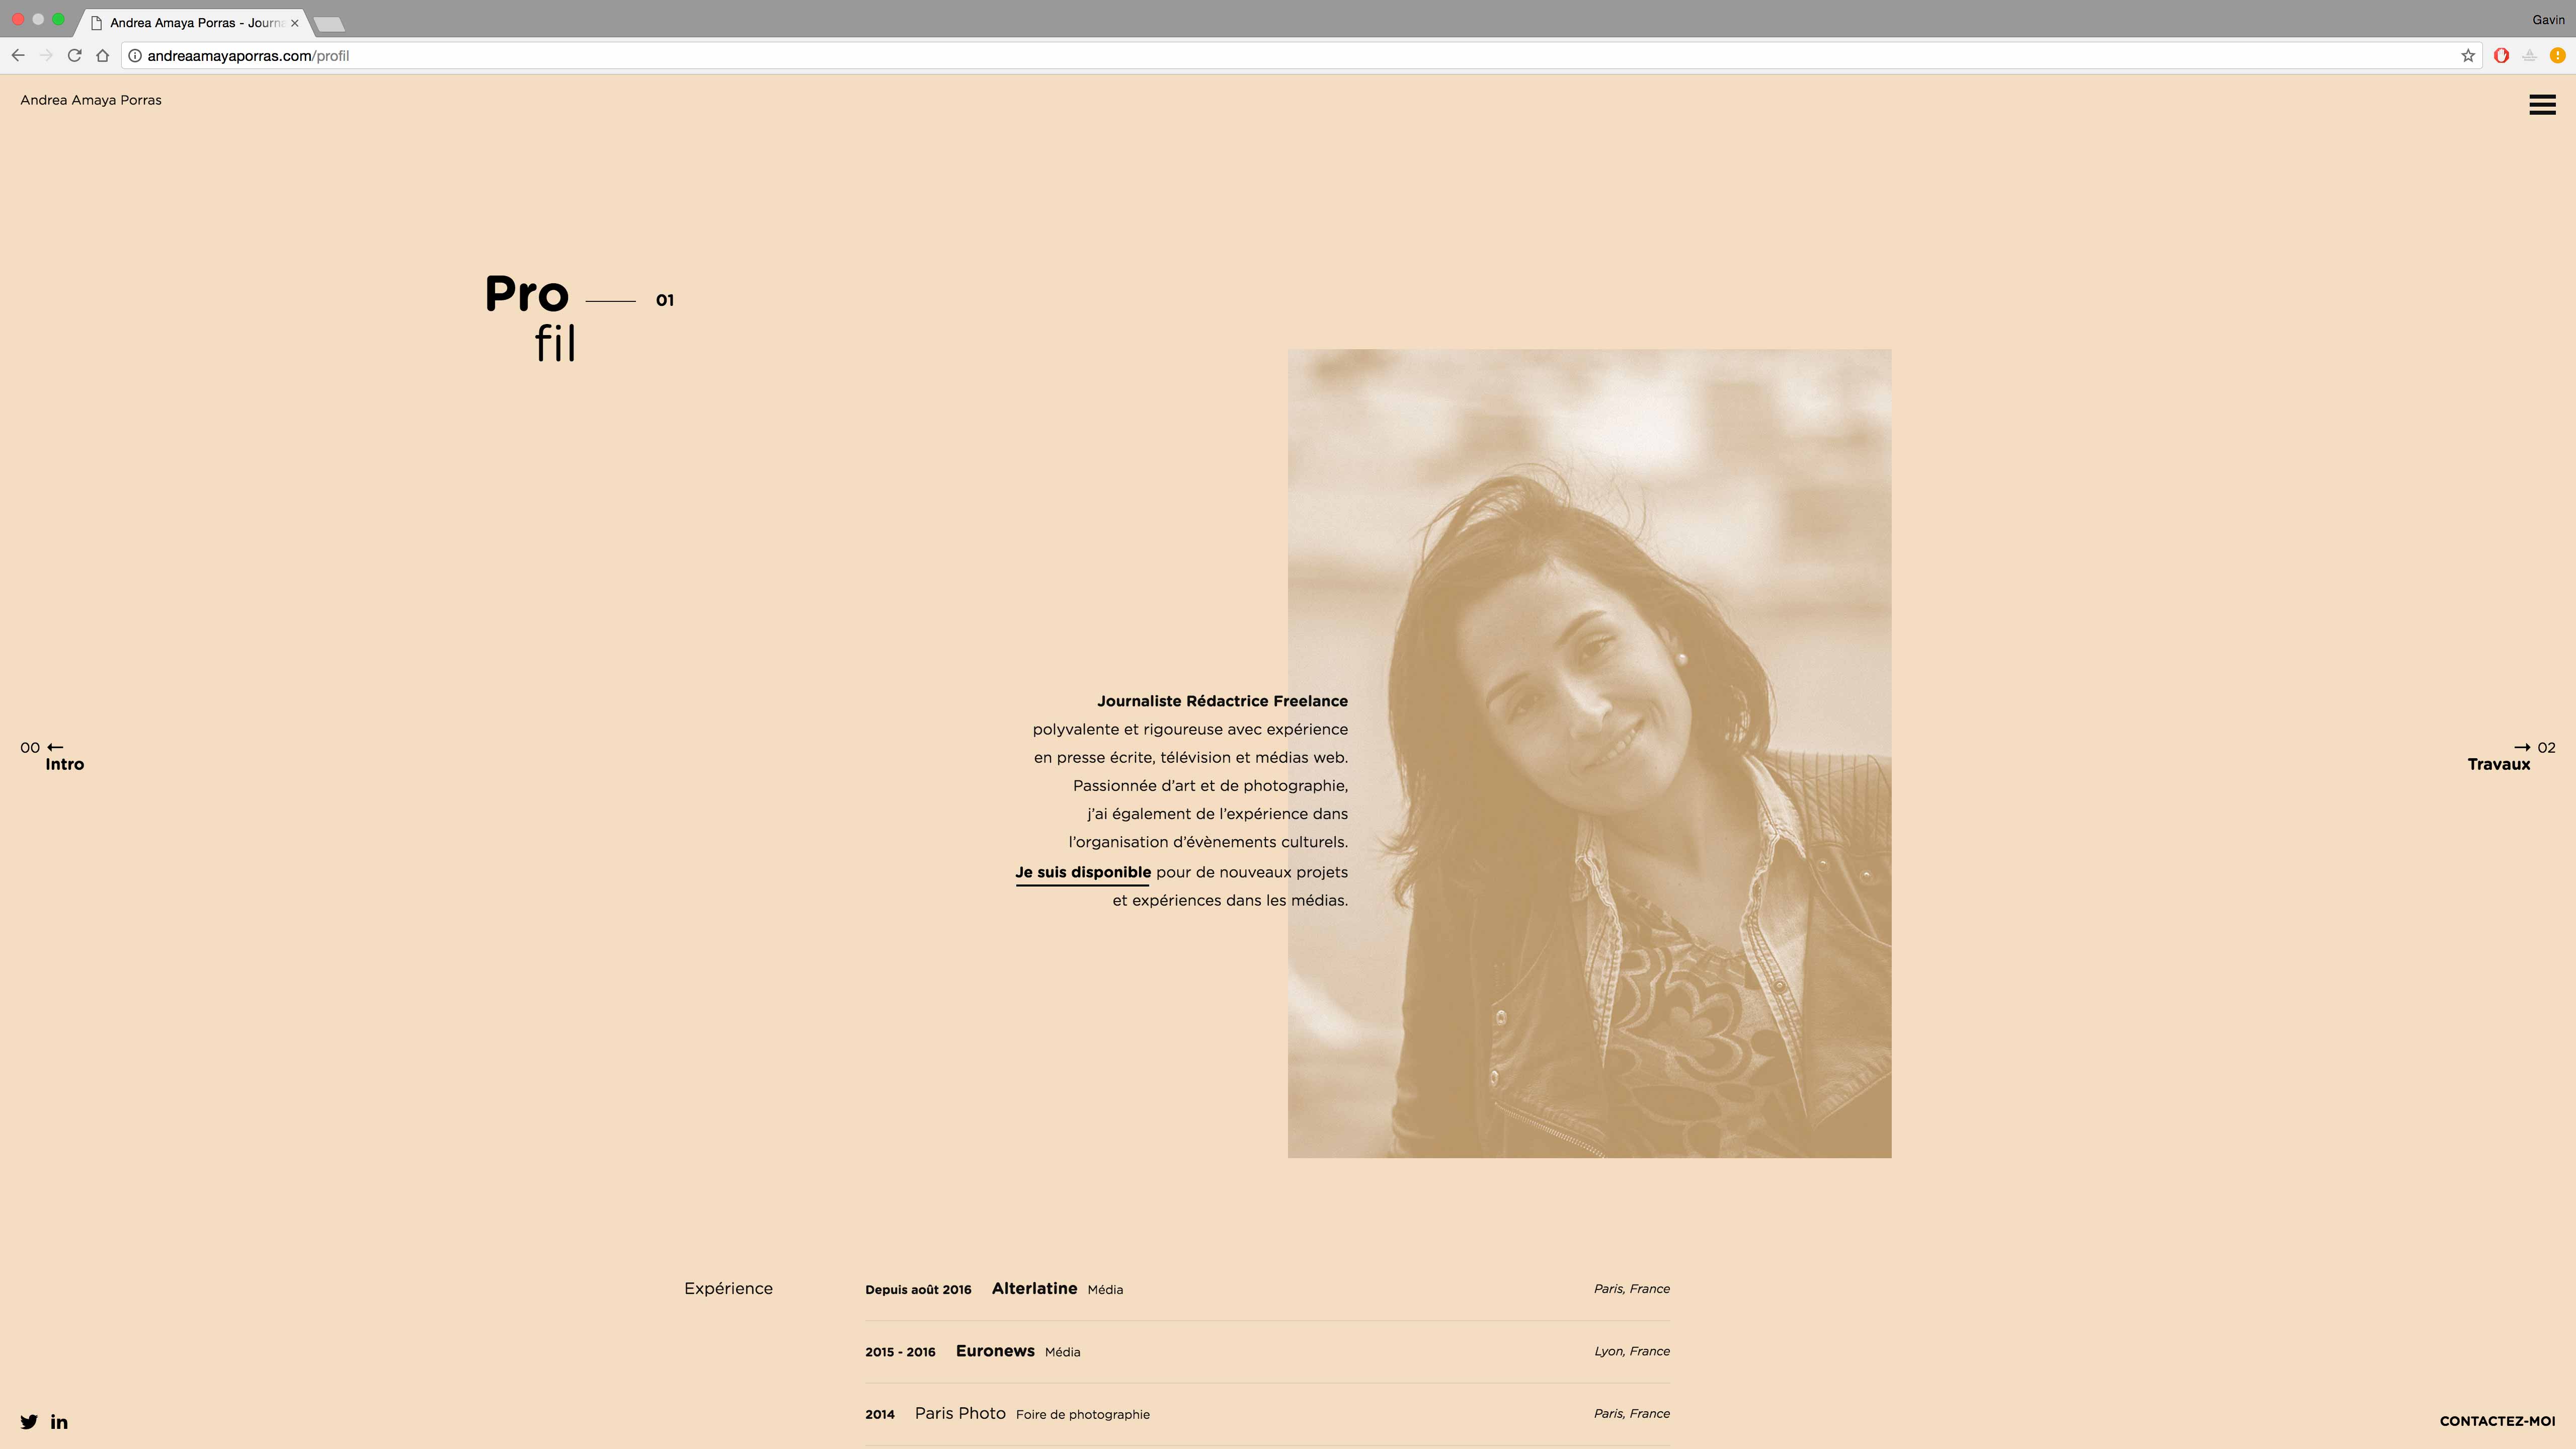 Andrea Amaya Porras - Journ
Gavin
andreaamayaporras.com/profil
Andrea Amaya Porras
Pro
01
fil
Journaliste Rédactrice Freelance
polyvalente et rigoureuse avec expérience
en presse écrite, télévision et médias web.
Passionnée d’art et de photographie,
j’ai également de l’expérience dans
l’organisation d’évènements culturels.
Je suis disponible pour de nouveaux projets
et expériences dans les médias.
00 ←
Intro
→ 02
Travaux
Expérience
Depuis août 2016 Alterlatine Média Paris, France
2015 - 2016 Euronews Média Lyon, France
2014 Paris Photo Foire de photographie Paris, France
in
CONTACTEZ-MOI